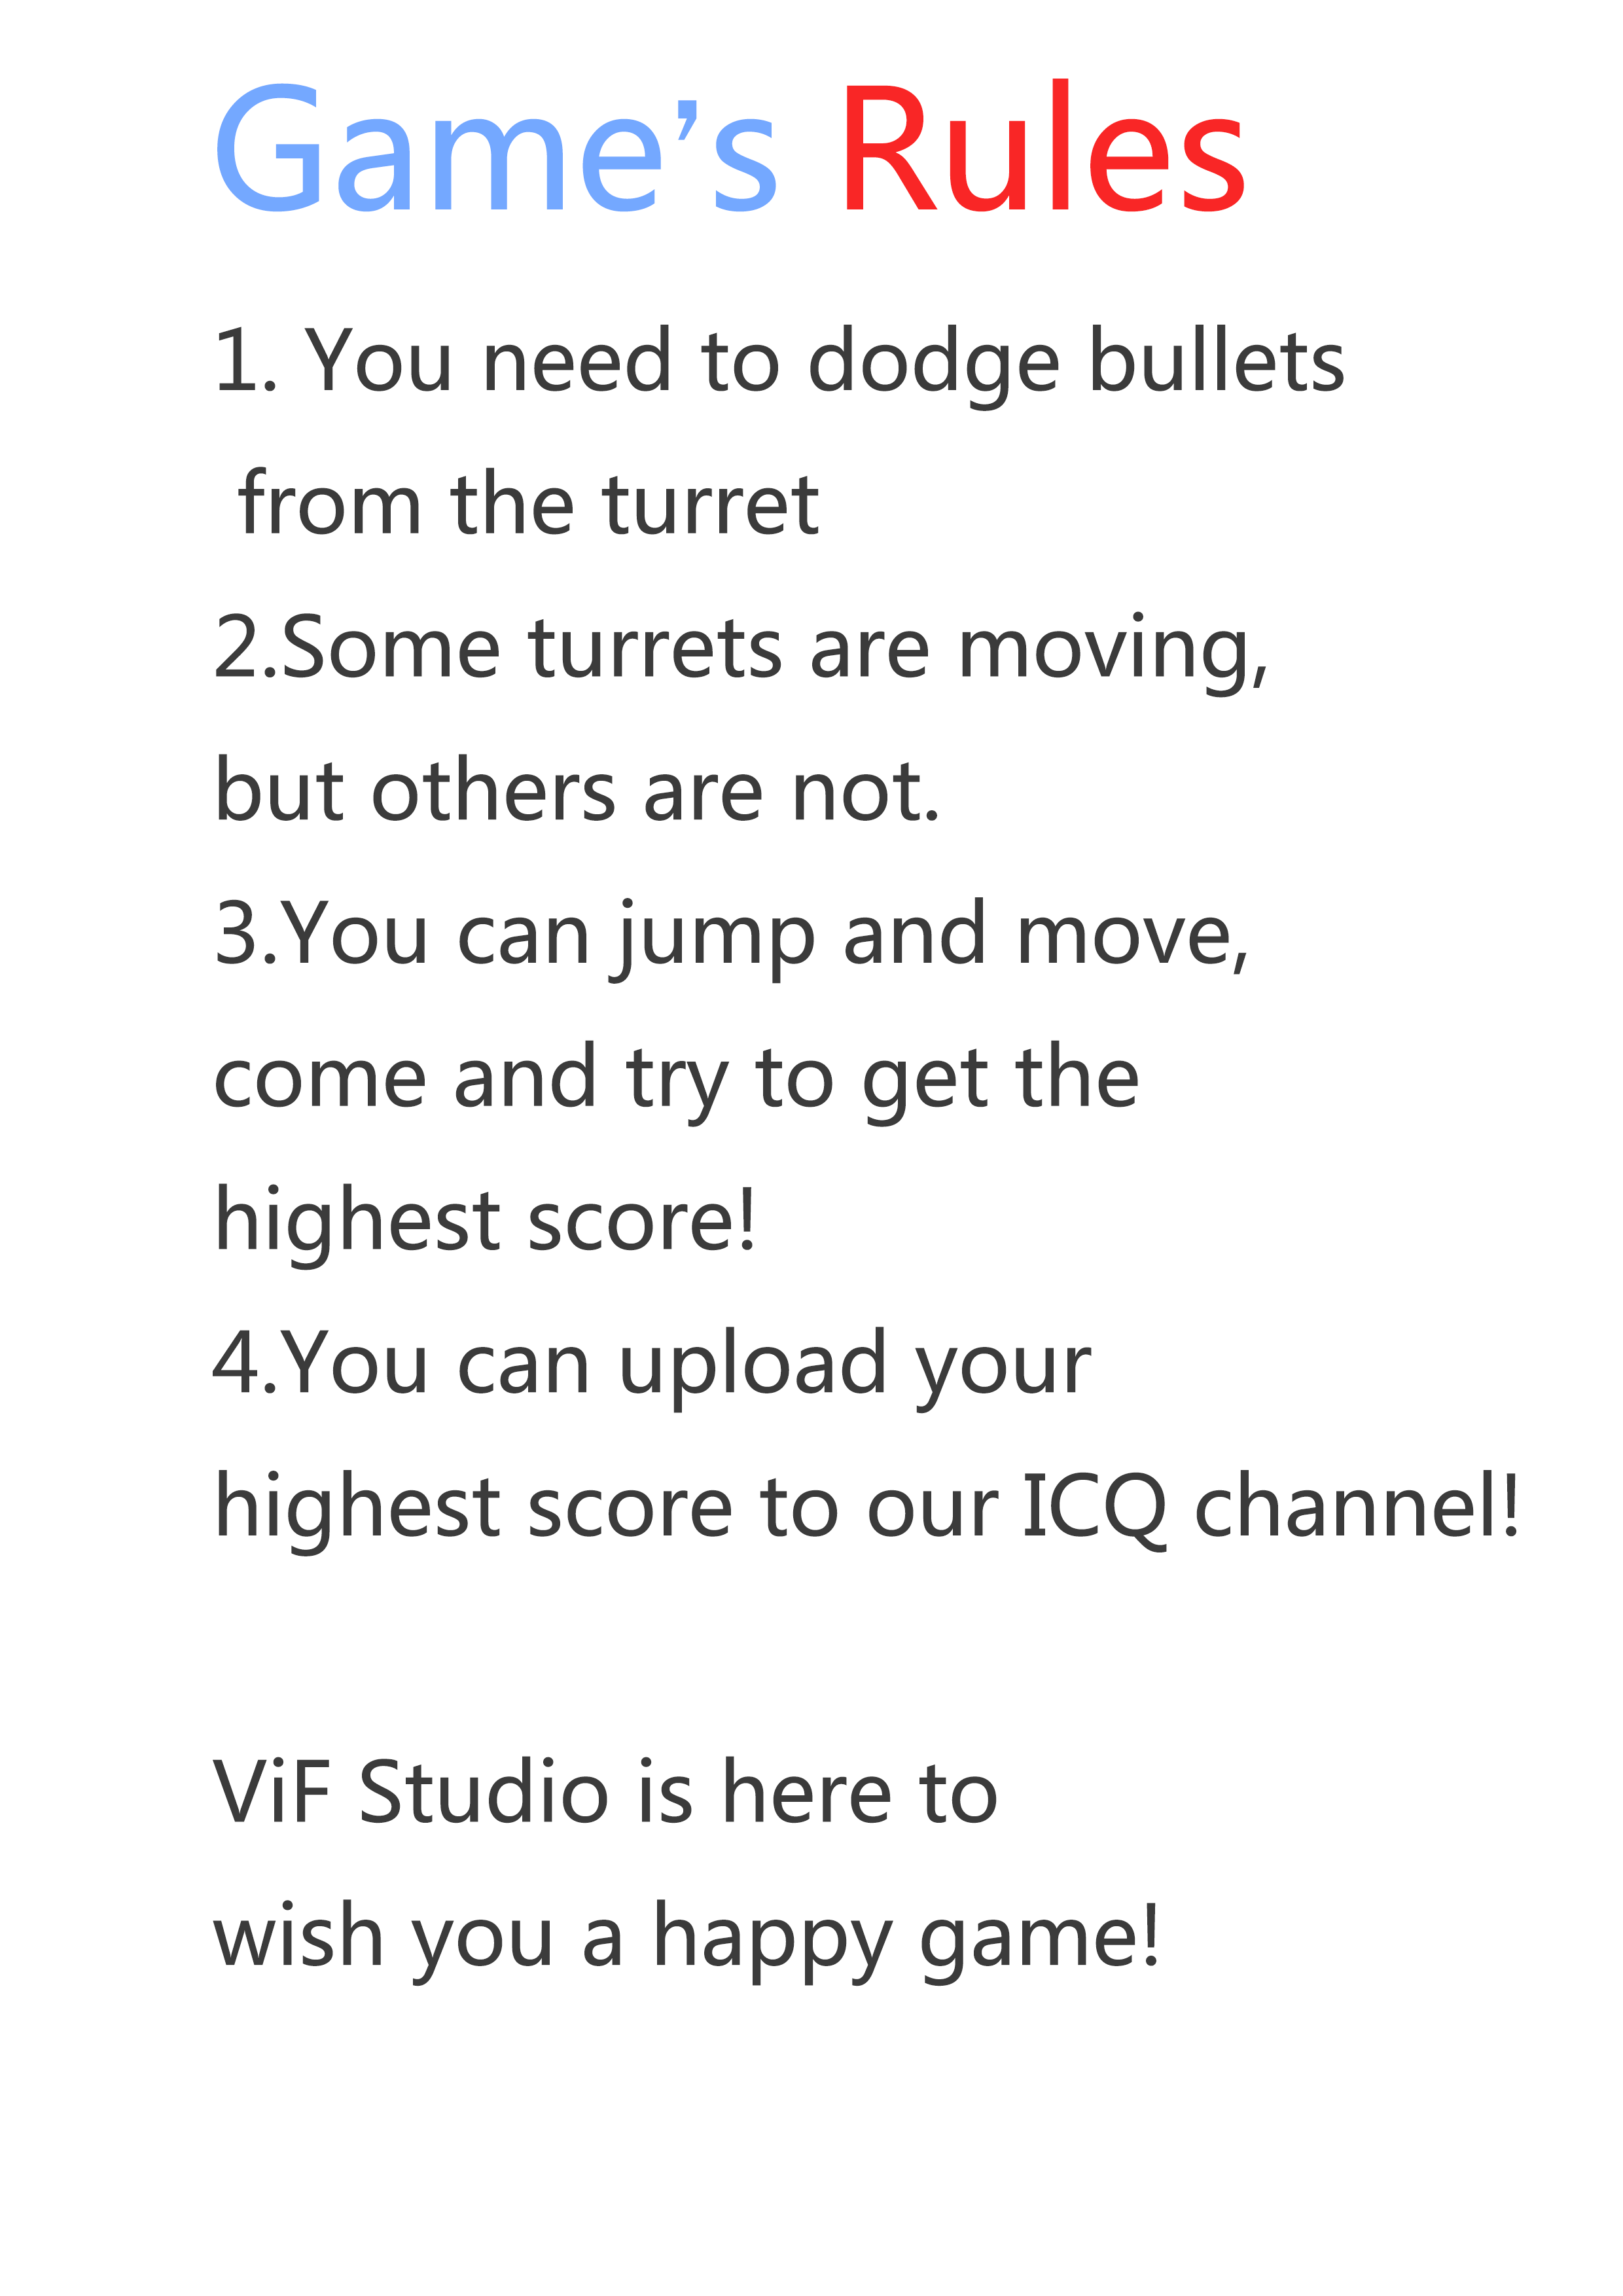 Game’s Rules
1. You need to dodge bullets
from the turret
2.Some turrets are moving,
but others are not.
3.You can jump and move,
come and try to get the
highest score!
4.You can upload your
highest score to our ICQ channel!
ViF Studio is here to
wish you a happy game!